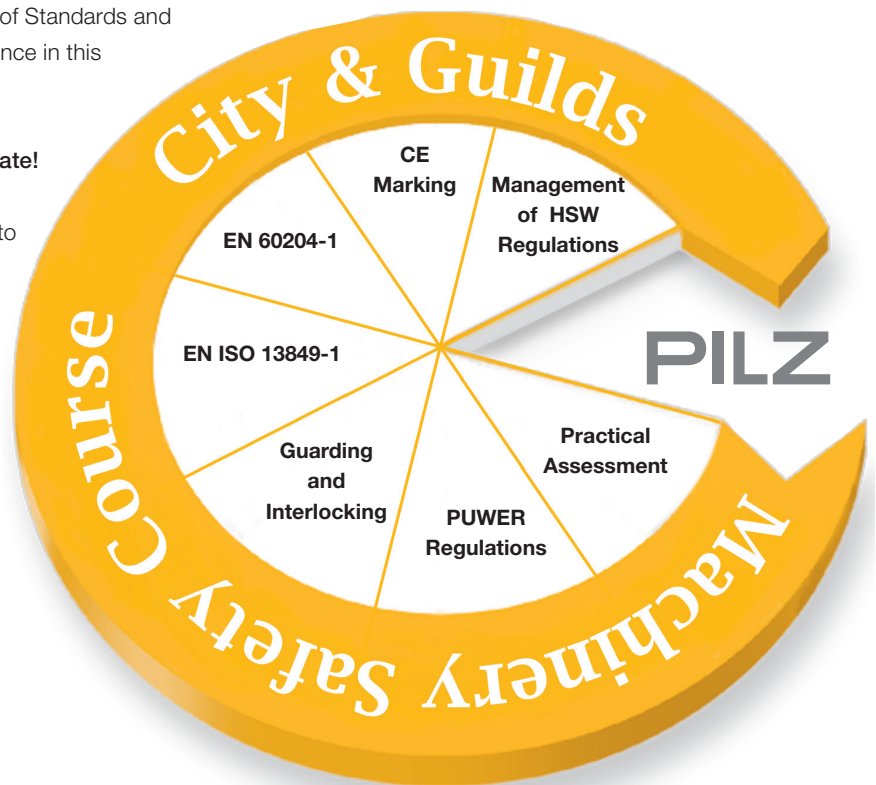 of Standards and
nce in this
ate!
to
City & Guilds
Machinery Safety Course
CE
Marking
Management
of HSW
Regulations
EN 60204-1
EN ISO 13849-1
Guarding
and
Interlocking
PUWER
Regulations
Practical
Assessment
PILZ